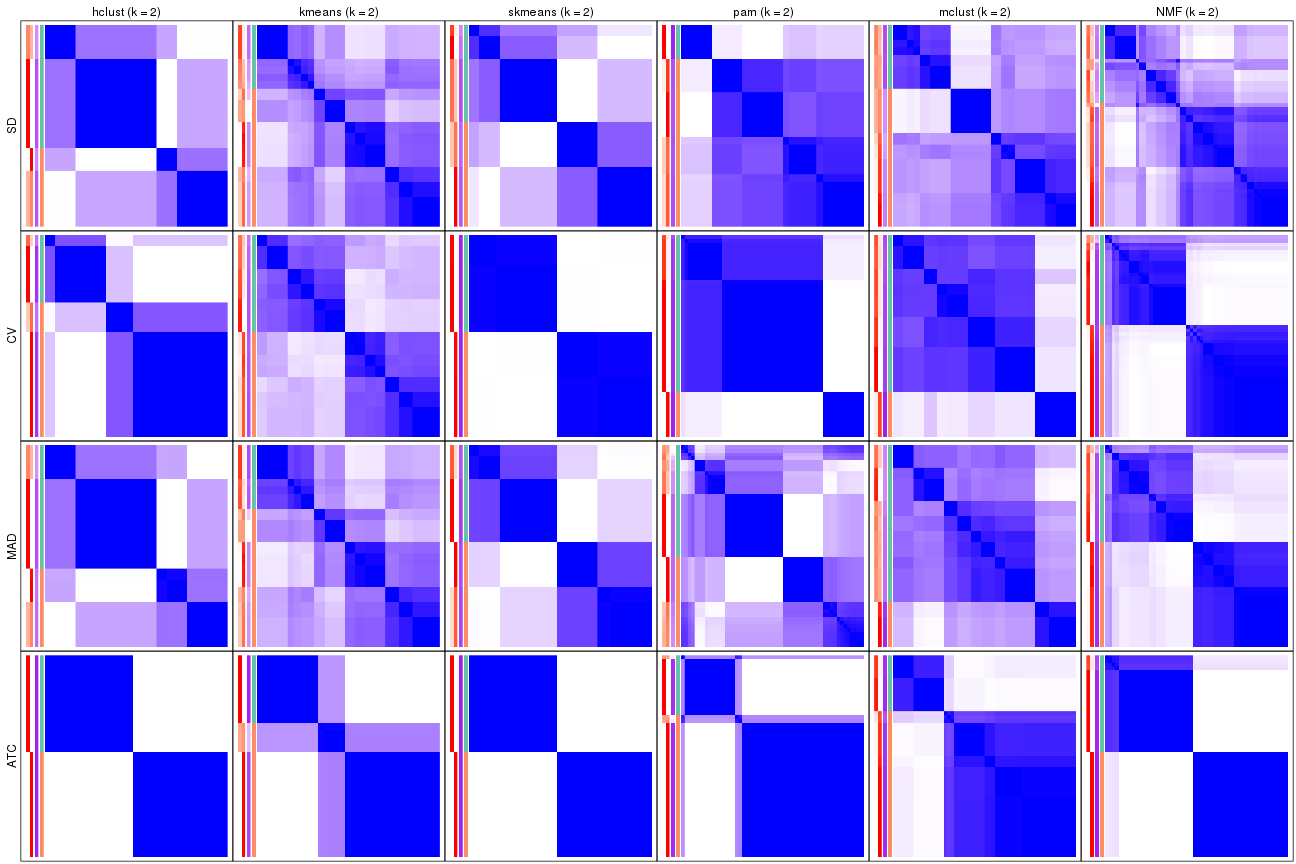 hclust (k = 2) kmeans (k = 2) skmeans (k = 2) pam (k = 2) mclust (k = 2) NMF (k = 2)
SD
CV
MAD
ATC